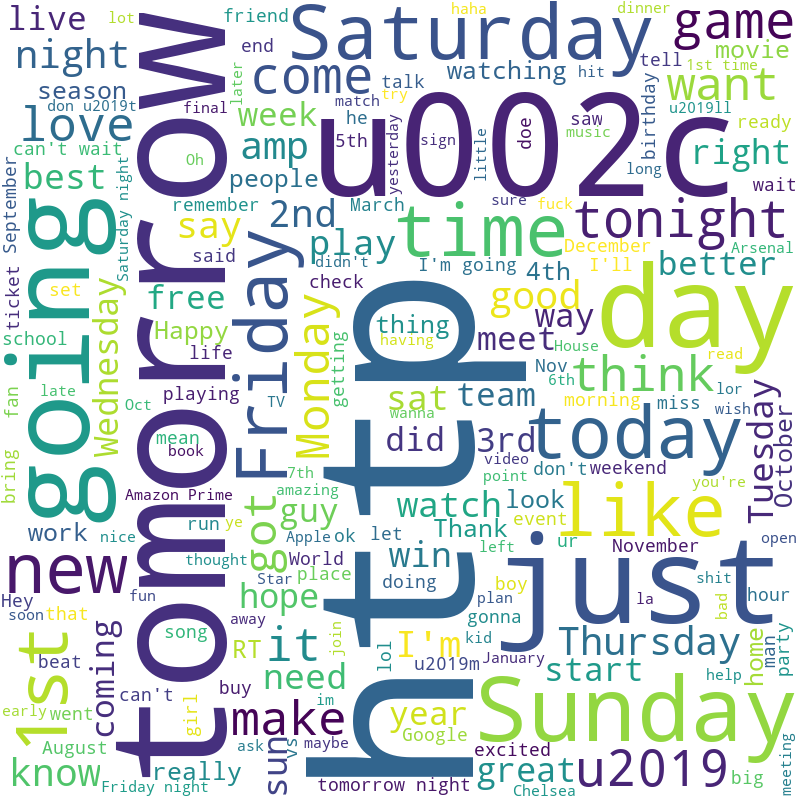 live
lot
friend
haha
dinner
game
night
end
Saturday
movie
season
come
talk
watching
hit
tell
1st time
want
don u2019t
final
later
try
love
week
match
he
u002c
saw
birthday
u2019ll
ready
can't wait
Oh
amp
5th
yesterday
sign
little
doe
music
right
best
people
long
wait
tomorrow
remember
2nd
March
sure
fuck
tonight
September
Saturday night
say
time
December
Arsenal
going
said
play
didn't
I'm going
4th
I'll
better
ticket
set
free
Friday
check
good
day
school
Happy
Monday
thing
way
Wednesday
life
having
meet
House
read
http
getting
Nov
6th
think
fan
late
Oct
playing
TV
sat
team
morning
miss
lor
wish
mean
wanna
today
Tuesday
October
book
did
3rd
bring
7th
video
don't
weekend
Amazon Prime
amazing
point
you're
got
guy
watch
look
like
work
nice
run
ye
Apple
ok
let
Thank
event
ur
November
open
new
thought
World
win
left
just
Hey
fun
Star
place
doing
boy
plan
shit
bad
hour
soon
that
hope
gonna
la
beat
song
away
join
kid
man
party
1st
coming
RT
it
I'm
Thursday
home
lol
u2019m
January
start
help
can't
buy
need
early
went
girl
im
make
year
Sunday
August
ask
vs
maybe
Google
excited
know
really
sun
great
u2019
big
meeting
Friday night
tomorrow night
Chelsea